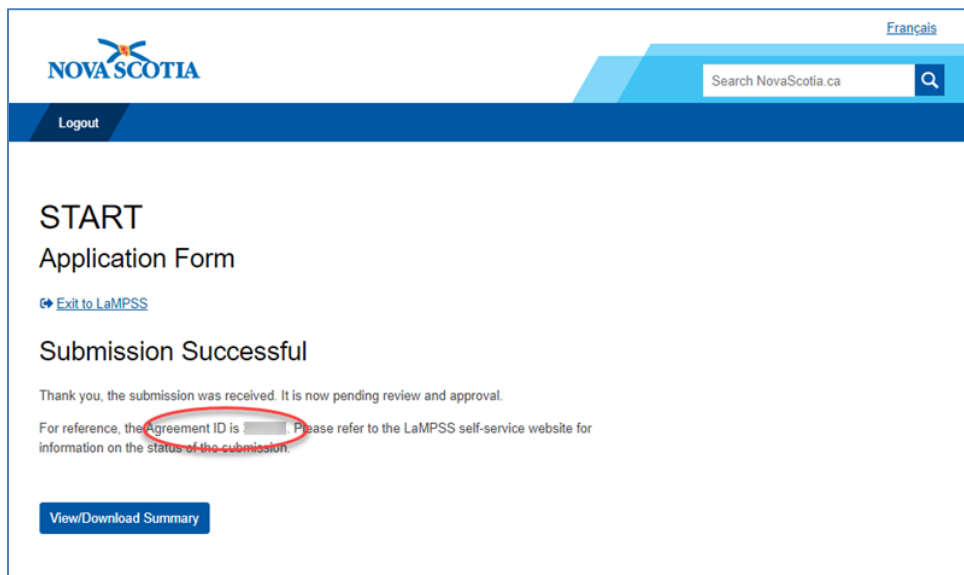 Français
NOVA SCOTIA
Search NovaScotia.ca
Logout
START
Application Form
Exit to LaMPSS
Submission Successful
Thank you, the submission was received. It is now pending review and approval.
For reference, the Agreement ID is . Please refer to the LaMPSS self-service website for
information on the status of the submission.
View/Download Summary